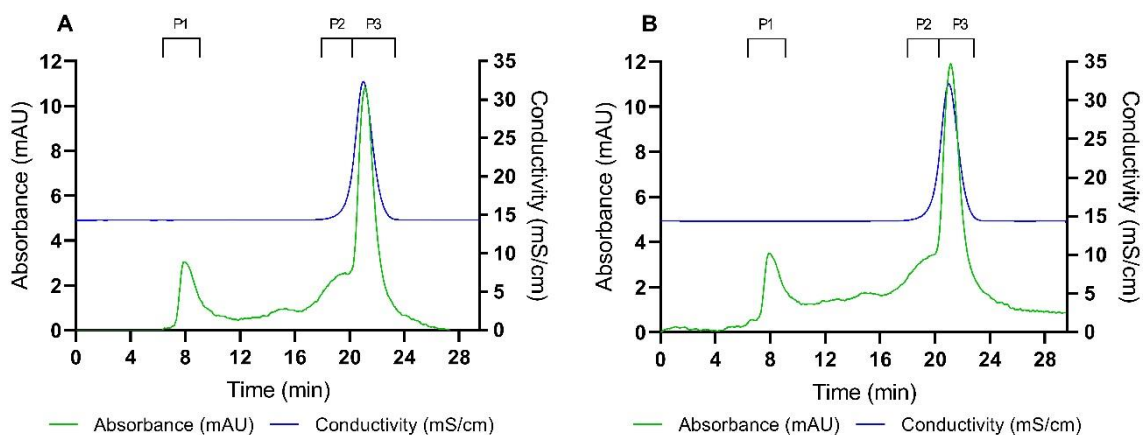 A
P1
P2
P3
12
10
8
6
4
2
0
Absorbance (mAU)
35
30
25
20
15
10
5
0
Conductivity (mS/cm)
0 4 8 12 16 20 24 28
Time (min)
Absorbance (mAU) Conductivity (mS/cm)
B
P1
P2
P3
12
10
8
6
4
2
0
Absorbance (mAU)
35
30
25
20
15
10
5
0
Conductivity (mS/cm)
0 4 8 12 16 20 24 28
Time (min)
Absorbance (mAU) Conductivity (mS/cm)